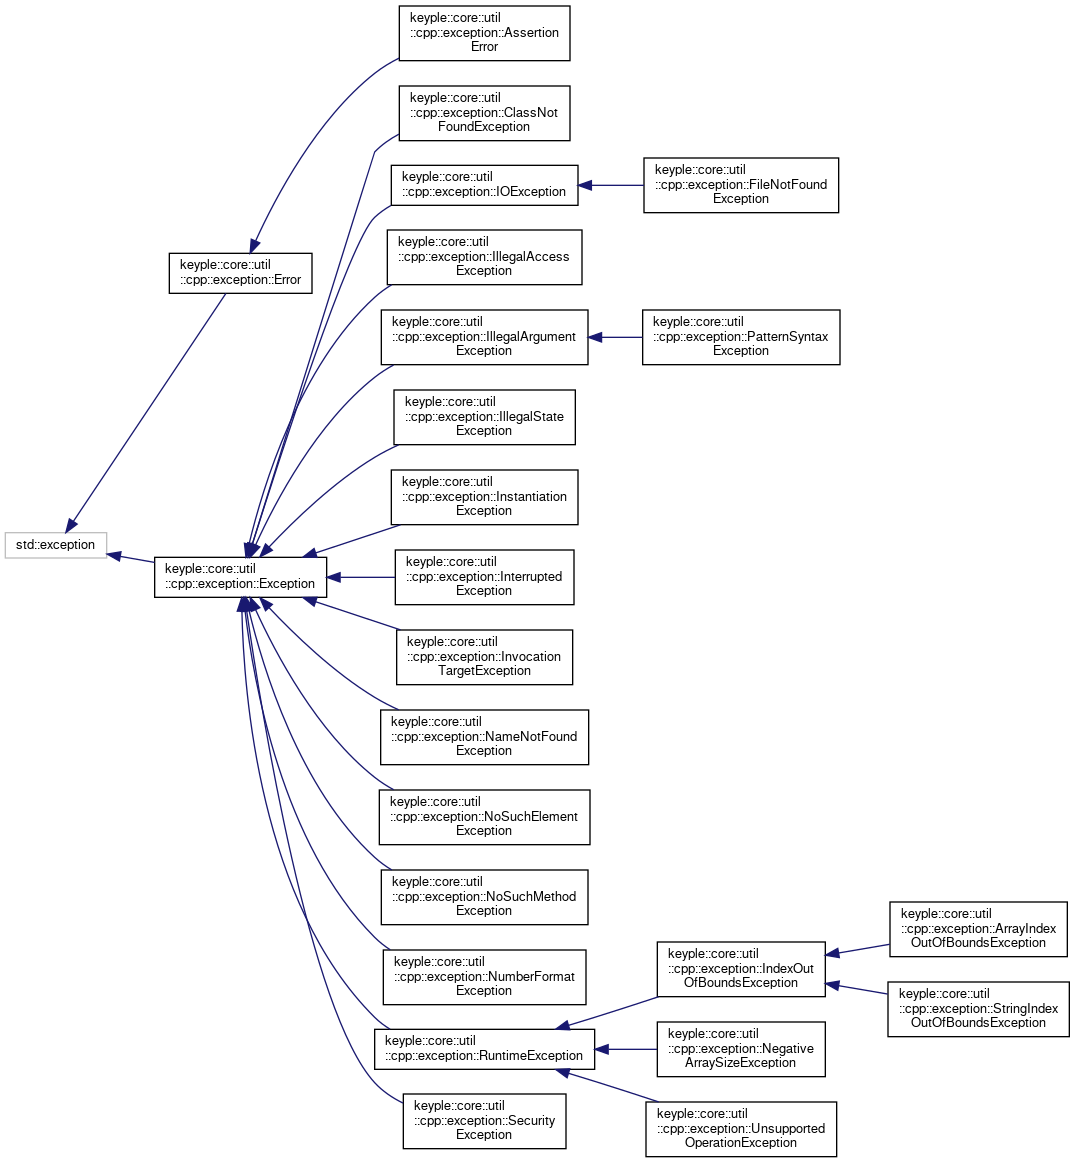 keyple::core::util
::cpp::exception::Assertion
Error
keyple::core::util
::cpp::exception::ClassNot
FoundException
keyple::core::util
::cpp::exception::IOException
keyple::core::util
::cpp::exception::FileNotFound
Exception
keyple::core::util
::cpp::exception::IllegalAccess
Exception
keyple::core::util
::cpp::exception::Error
keyple::core::util
::cpp::exception::IllegalArgument
Exception
keyple::core::util
::cpp::exception::PatternSyntax
Exception
keyple::core::util
::cpp::exception::IllegalState
Exception
keyple::core::util
::cpp::exception::Instantiation
Exception
std::exception
keyple::core::util
::cpp::exception::Exception
keyple::core::util
::cpp::exception::Interrupted
Exception
keyple::core::util
::cpp::exception::Invocation
TargetException
keyple::core::util
::cpp::exception::NameNotFound
Exception
keyple::core::util
::cpp::exception::NoSuchElement
Exception
keyple::core::util
::cpp::exception::NoSuchMethod
Exception
keyple::core::util
::cpp::exception::NumberFormat
Exception
keyple::core::util
::cpp::exception::IndexOut
OfBoundsException
keyple::core::util
::cpp::exception::ArrayIndex
OutOfBoundsException
keyple::core::util
::cpp::exception::StringIndex
OutOfBoundsException
keyple::core::util
::cpp::exception::RuntimeException
keyple::core::util
::cpp::exception::Negative
ArraySizeException
keyple::core::util
::cpp::exception::Security
Exception
keyple::core::util
::cpp::exception::Unsupported
OperationException